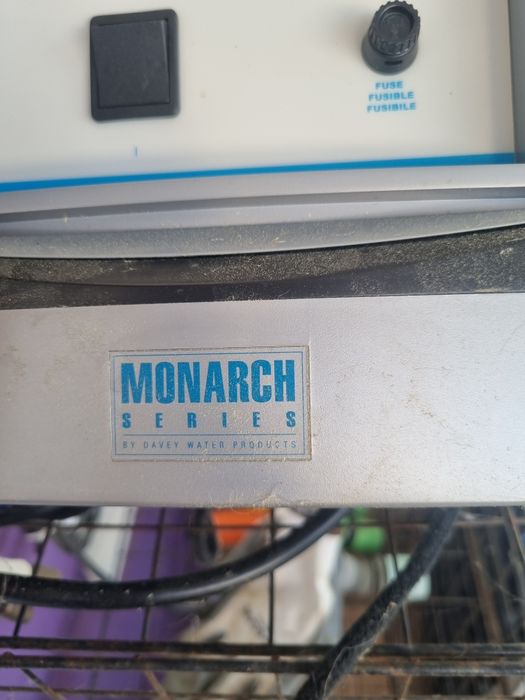 FUSE
FUSIBLE
FUSIBILE
MONARCH
SERIES
BY DAVEY WATER PRODUCTS